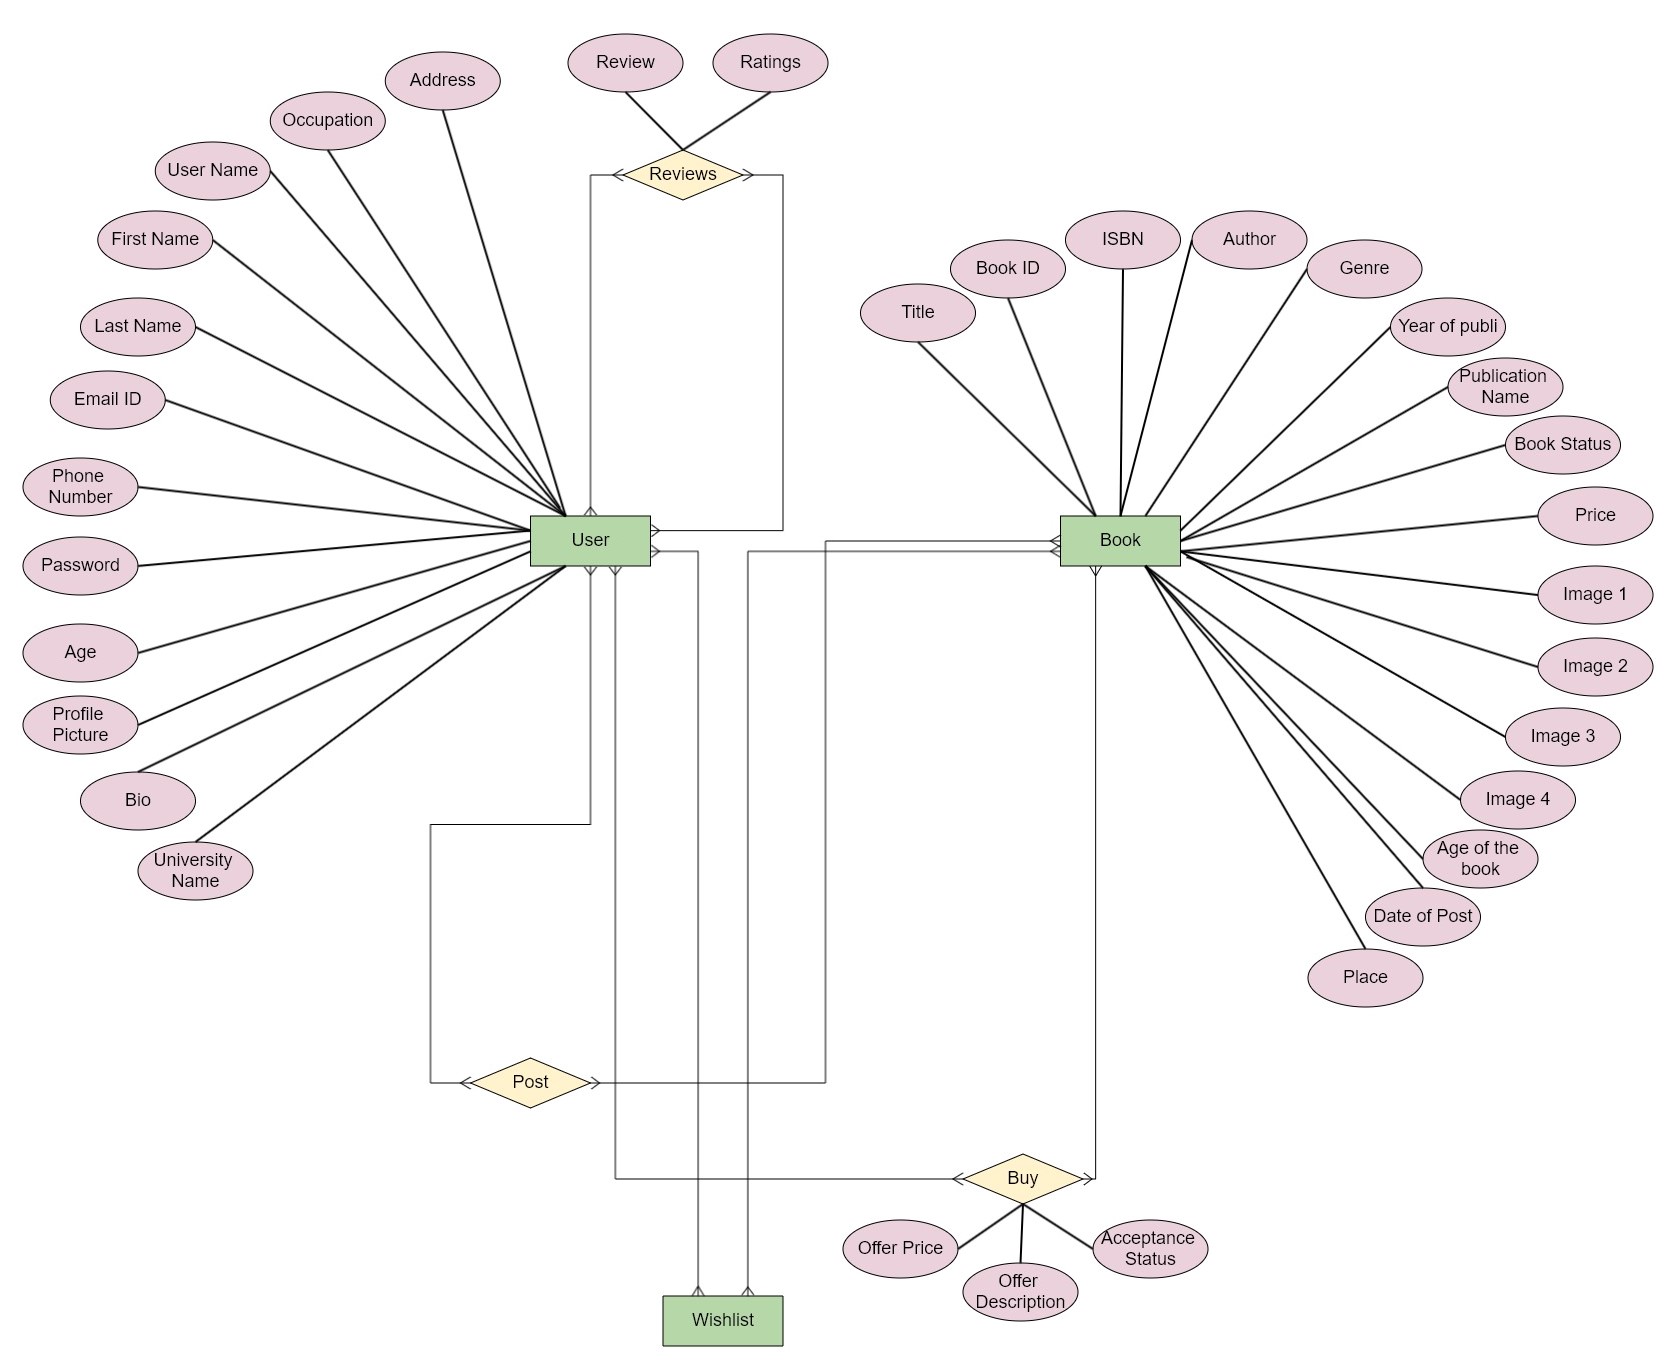 Review
Ratings
Address
Occupation
User Name
First Name
Last Name
Email ID
Phone
Number
Password
Age
Profile
Picture
Bio
University
Name
Reviews
User
Title
Book ID
ISBN
Author
Genre
Year of publi
Publication
Name
Book Status
Price
Image 1
Image 2
Image 3
Image 4
Age of the
book
Date of Post
Place
Book
Post
Buy
Offer Price
Offer
Description
Acceptance
Status
Wishlist